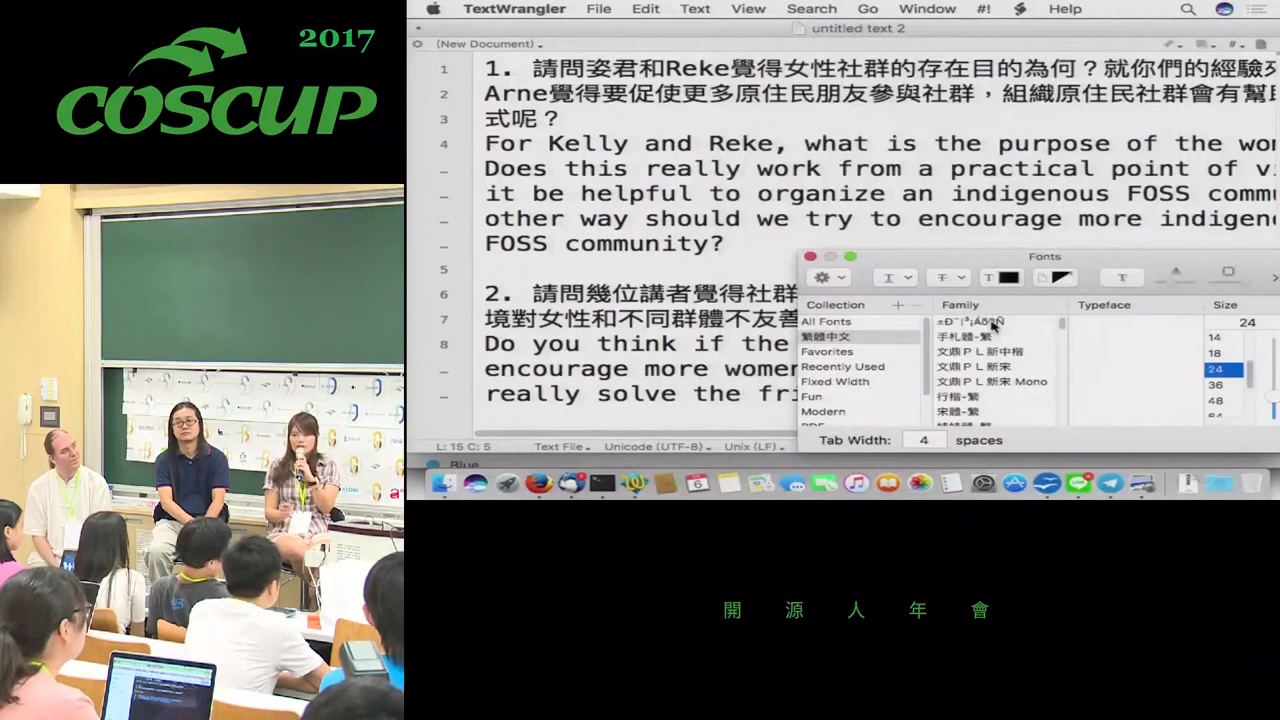 2017
COSCUP
TextWrangler File Edit Text View Search Go Window #! Help
untitled text 2
(New Document)
1 1. 請問姿君和Reke覺得女性社群的存在目的為何？就你們的經驗
2 Arne覺得要促使更多原住民朋友參與社群，組織原住民社群會有幫
3 式呢？
4 For Kelly and Reke, what is the purpose of the
Does this really work from a practical point of
it be helpful to organize an indigenous FOSS
other way should we try to encourage more
FOSS community?
5
6 2. 請問幾位講者覺得社群
7 境對女性和不同群體不友善
8 Do you think if the
encourage more women
really solve the
L: 15 C: 5 Text File Unicode (UTF-8) Unix (LF)
Fonts
Collection + − Family Typeface Size
All Fonts
繁體中文
Favorites
Recently Used
Fixed Width
Fun
Modern
手札體-繁
文鼎ＰＬ新中楷
文鼎ＰＬ新宋
文鼎ＰＬ新宋 Mono
行楷-繁
宋體-繁
24
14
18
24
36
48
Tab Width: 4 spaces
Blue
開源人年會